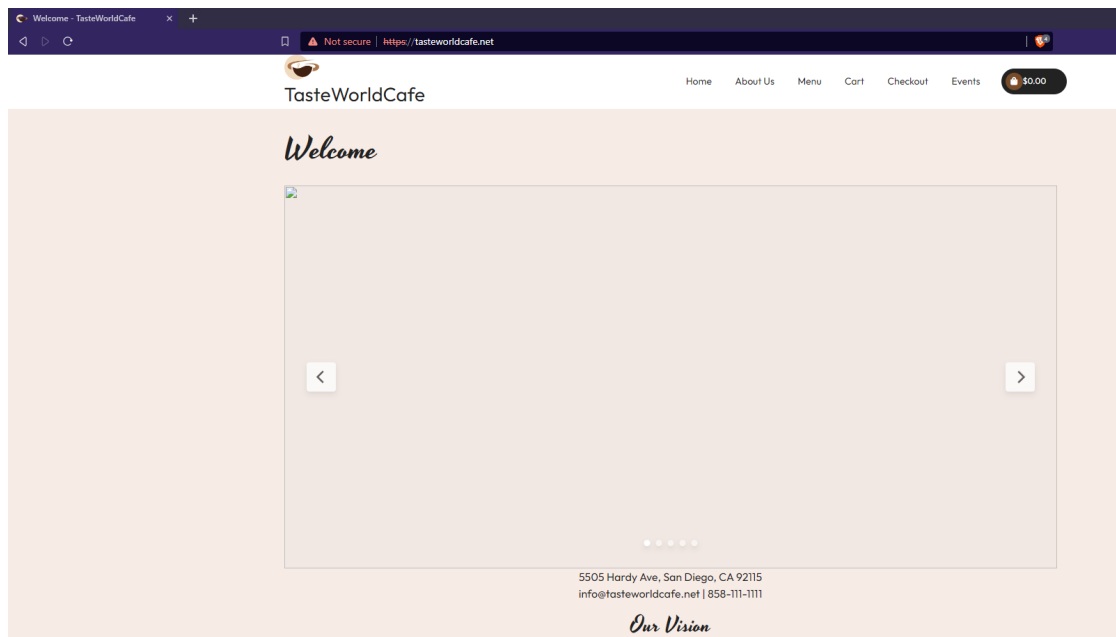 Welcome - TasteWorldCafe
Not secure | https://tasteworldcafe.net
TasteWorldCafe
Home About Us Menu Cart Checkout Events $0.00
Welcome
5505 Hardy Ave, San Diego, CA 92115
info@tasteworldcafe.net | 858-111-1111
Our Vision